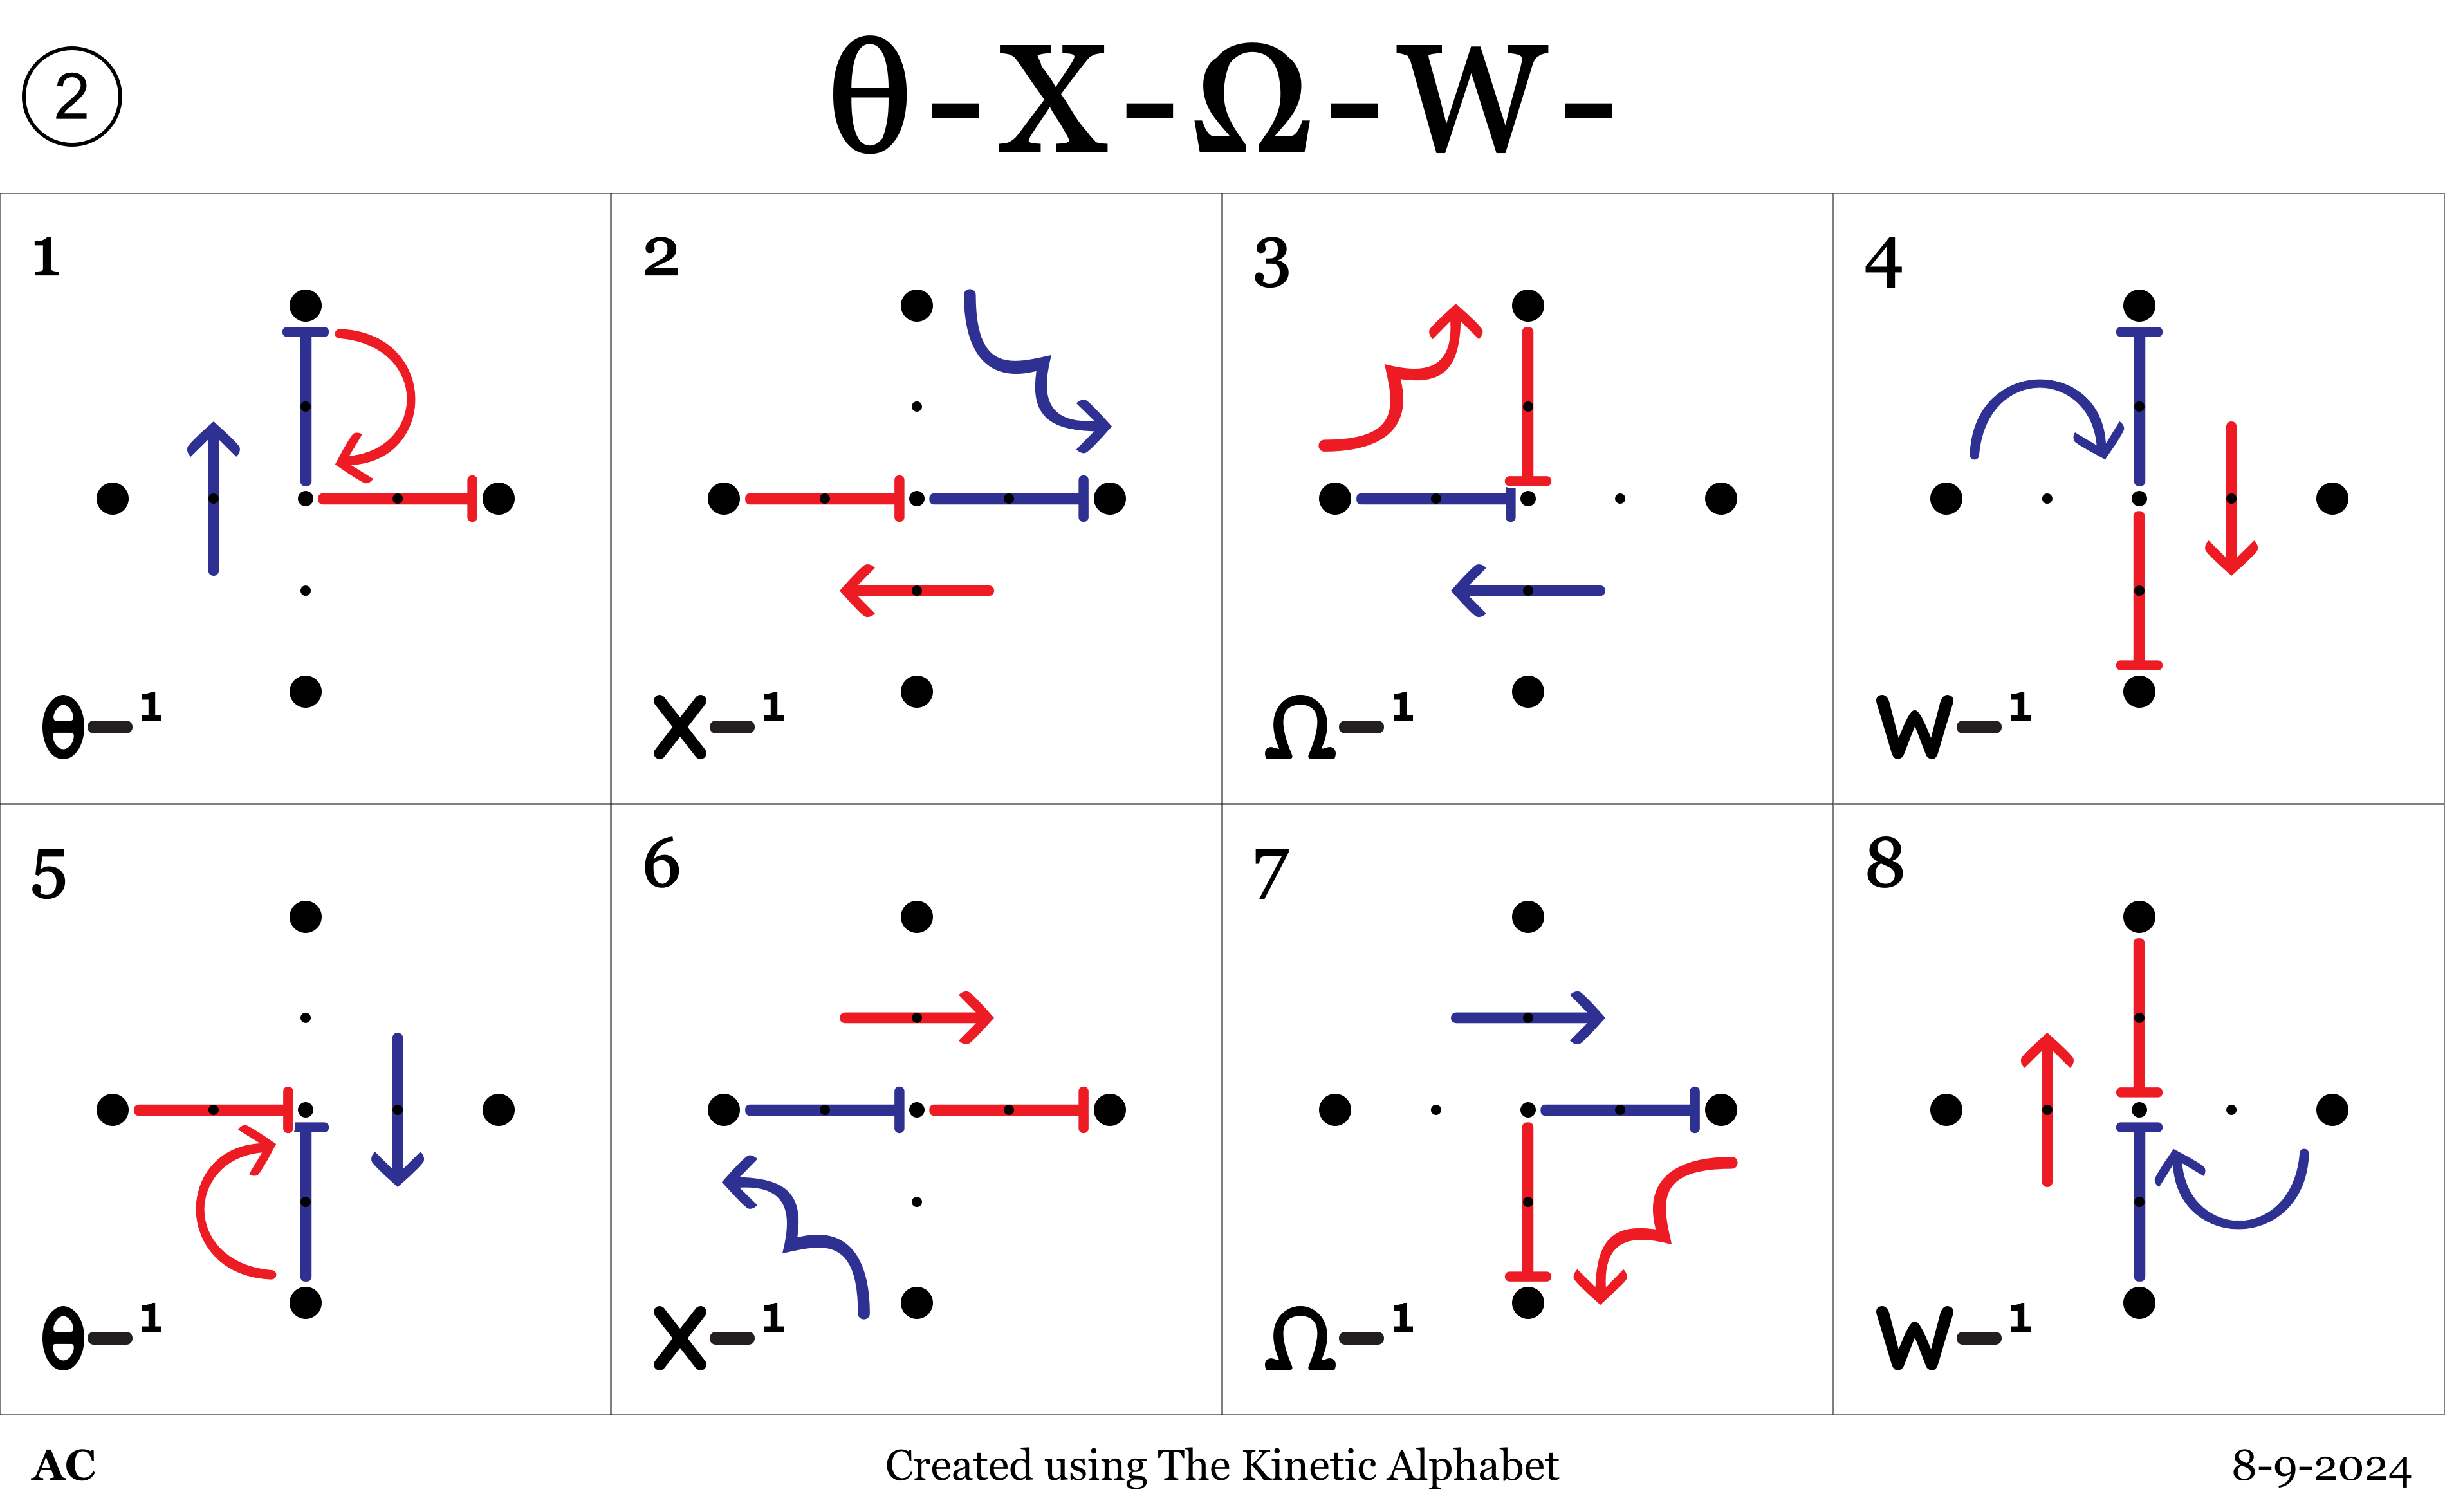 2
θ-X-Ω-W-
1
2
3
4
θ-¹
X-¹
Ω-¹
W-¹
5
6
7
8
θ-¹
X-¹
Ω-¹
W-¹
AC
Created using The Kinetic Alphabet
8-9-2024